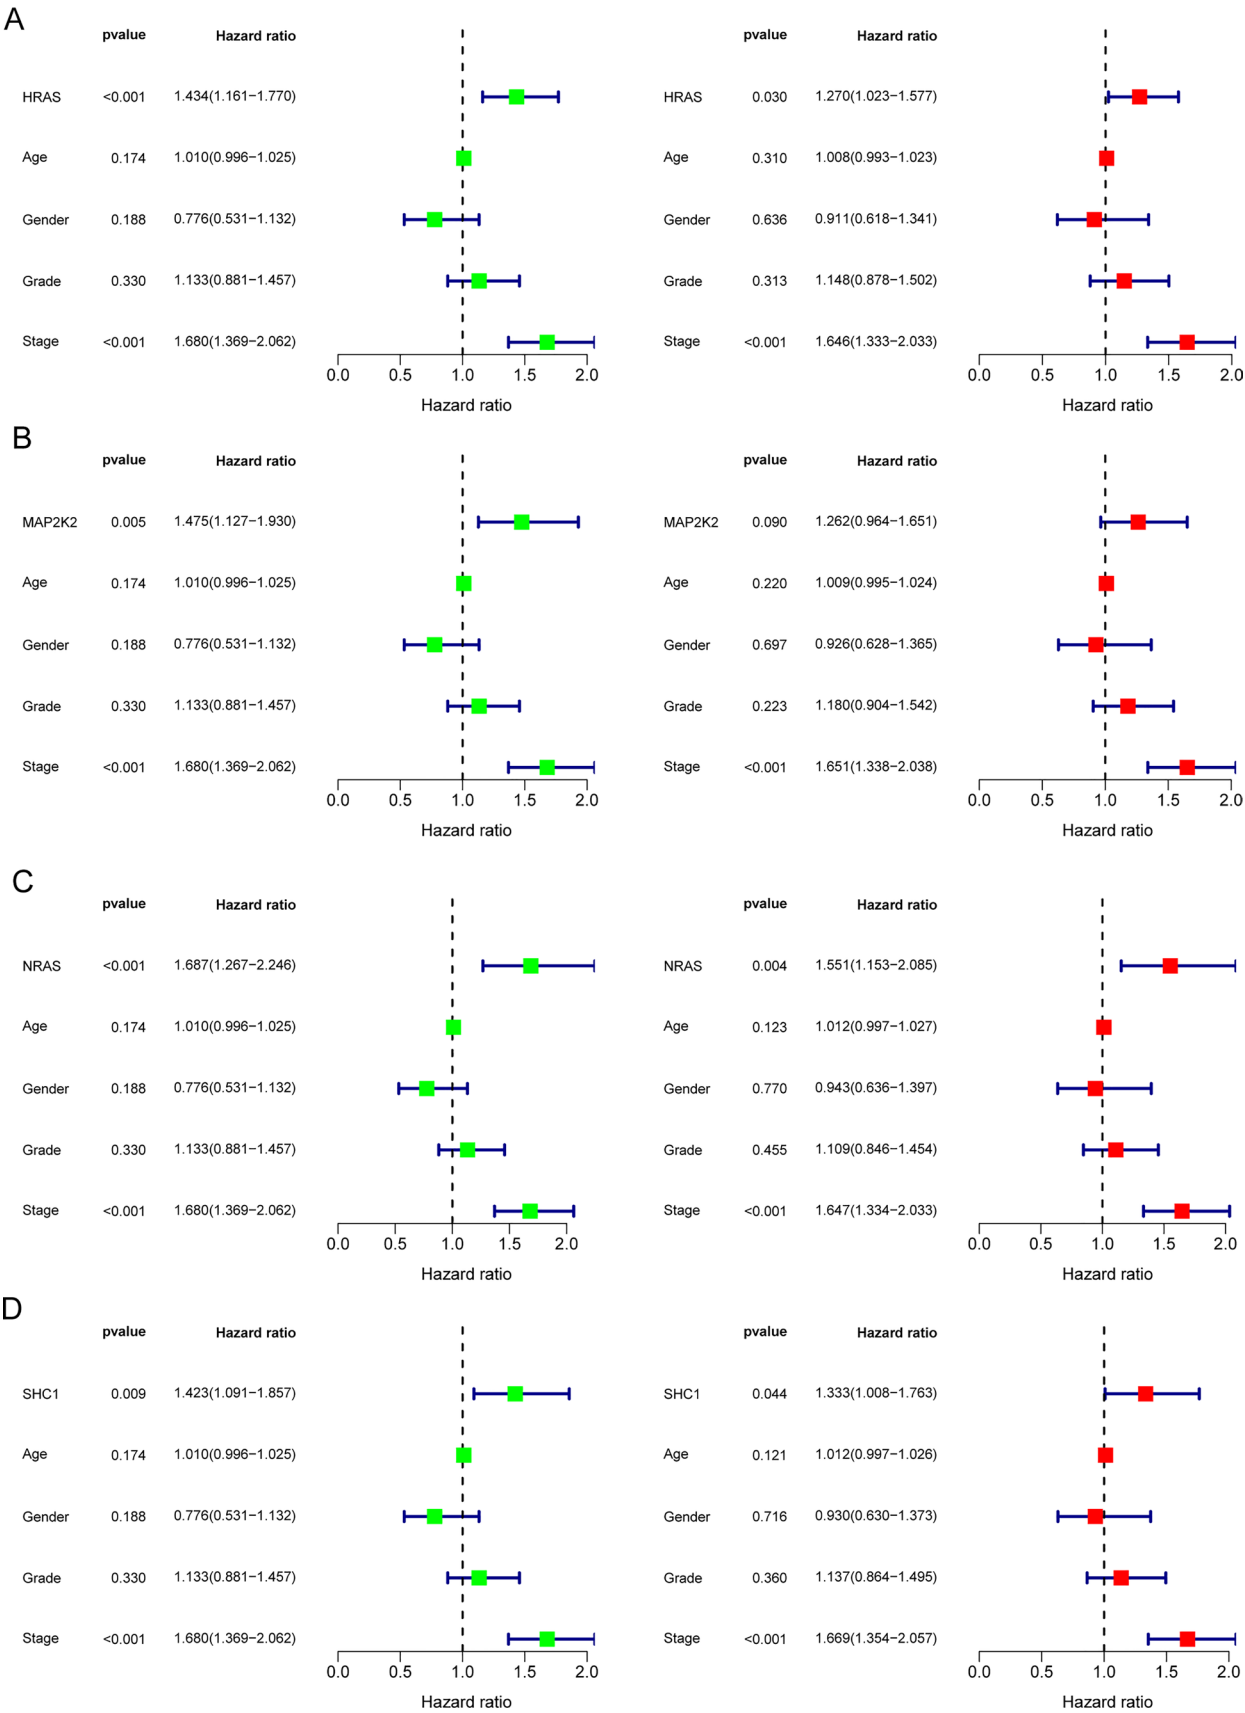 A
pvalue Hazard ratio pvalue Hazard ratio
HRAS <0.001 1.434(1.161−1.770) HRAS 0.030 1.270(1.023−1.577)
Age 0.174 1.010(0.996−1.025) Age 0.310 1.008(0.993−1.023)
Gender 0.188 0.776(0.531−1.132) Gender 0.636 0.911(0.618−1.341)
Grade 0.330 1.133(0.881−1.457) Grade 0.313 1.148(0.878−1.502)
Stage <0.001 1.680(1.369−2.062) Stage <0.001 1.646(1.333−2.033)
0.0 0.5 1.0 1.5 2.0 0.0 0.5 1.0 1.5 2.0
Hazard ratio Hazard ratio
B
pvalue Hazard ratio pvalue Hazard ratio
MAP2K2 0.005 1.475(1.127−1.930) MAP2K2 0.090 1.262(0.964−1.651)
Age 0.174 1.010(0.996−1.025) Age 0.220 1.009(0.995−1.024)
Gender 0.188 0.776(0.531−1.132) Gender 0.697 0.926(0.628−1.365)
Grade 0.330 1.133(0.881−1.457) Grade 0.223 1.180(0.904−1.542)
Stage <0.001 1.680(1.369−2.062) Stage <0.001 1.651(1.338−2.038)
0.0 0.5 1.0 1.5 2.0 0.0 0.5 1.0 1.5 2.0
Hazard ratio Hazard ratio
C
pvalue Hazard ratio pvalue Hazard ratio
NRAS <0.001 1.687(1.267−2.246) NRAS 0.004 1.551(1.153−2.085)
Age 0.174 1.010(0.996−1.025) Age 0.123 1.012(0.997−1.027)
Gender 0.188 0.776(0.531−1.132) Gender 0.770 0.943(0.636−1.397)
Grade 0.330 1.133(0.881−1.457) Grade 0.455 1.109(0.846−1.454)
Stage <0.001 1.680(1.369−2.062) Stage <0.001 1.647(1.334−2.033)
0.0 0.5 1.0 1.5 2.0 0.0 0.5 1.0 1.5 2.0
Hazard ratio Hazard ratio
D
pvalue Hazard ratio pvalue Hazard ratio
SHC1 0.009 1.423(1.091−1.857) SHC1 0.044 1.333(1.008−1.763)
Age 0.174 1.010(0.996−1.025) Age 0.121 1.012(0.997−1.026)
Gender 0.188 0.776(0.531−1.132) Gender 0.716 0.930(0.630−1.373)
Grade 0.330 1.133(0.881−1.457) Grade 0.360 1.137(0.864−1.495)
Stage <0.001 1.680(1.369−2.062) Stage <0.001 1.669(1.354−2.057)
0.0 0.5 1.0 1.5 2.0 0.0 0.5 1.0 1.5 2.0
Hazard ratio Hazard ratio